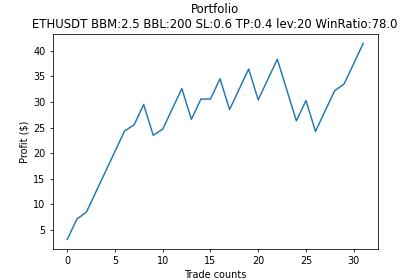 Portfolio
ETHUSDT BBM:2.5 BBL:200 SL:0.6 TP:0.4 lev:20 WinRatio:78.0
40
35
30
25
20
15
10
5
Profit ($)
0 5 10 15 20 25 30
Trade counts